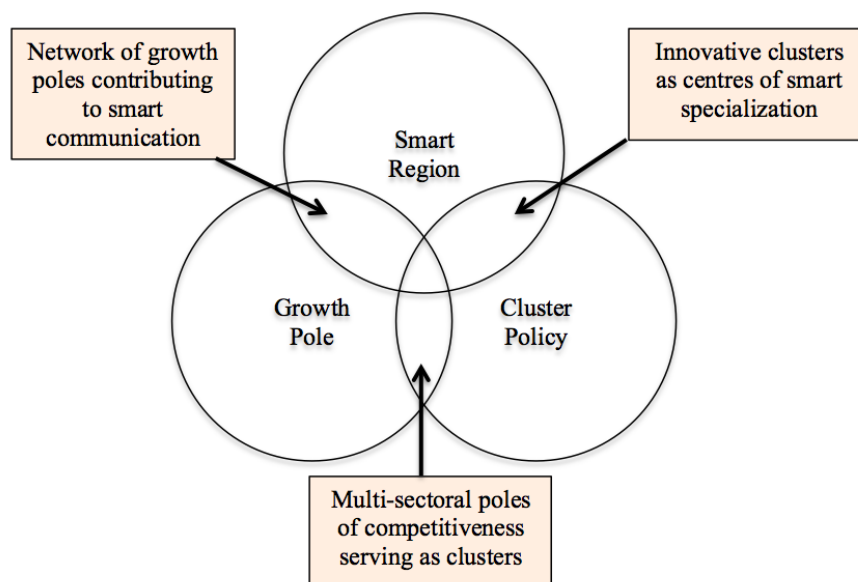 Network of growth
poles contributing
to smart
communication
Innovative clusters
as centres of smart
specialization
Smart
Region
Growth
Pole
Cluster
Policy
Multi-sectoral poles
of competitiveness
serving as clusters